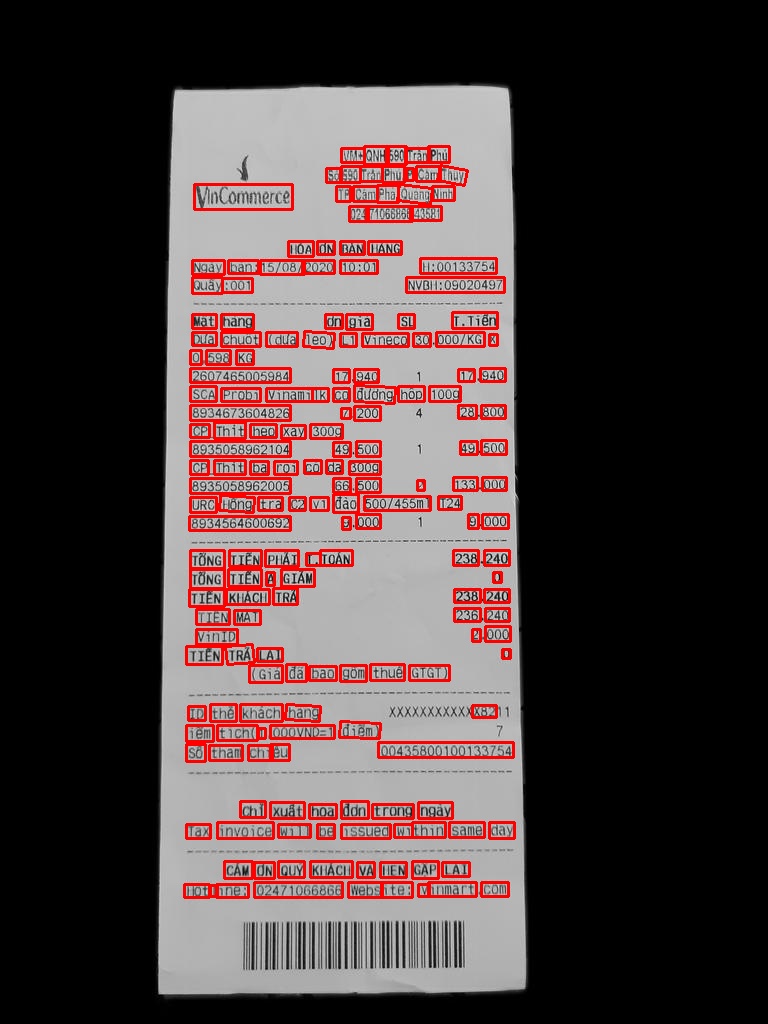 VinCommerce
VM+ QNH 590 Trần Phú
Số 590 Trần Phú, P. Cẩm Thủy
TP. Cẩm Phả, Quảng Ninh
02471066866-43581
HÓA ĐƠN BÁN HÀNG
Ngày bán:15/08/2020 10:01 H:00133754
Quầy:001 NVBH:09020497
Mặt hàng Đơn giá SL T.Tiền
Dưa chuột (dưa leo) LĐ Vineco 30.000/KG x
0.598 KG
2607465005984 17.940 1 17.940
SCA Probi Vinamilk có đường,hộp 100g
8934673604826 7.200 4 28.800
CP Thịt heo xay 300g
8935058962104 49.500 1 49.500
CP Thịt ba rọi có da 300g
8935058962005 66.500 2 133.000
URC Hồng trà C2 vị đào 500/455ml T24
8934564600692 9.000 1 9.000
TỔNG TIỀN PHẢI T.TOÁN 238.240
TỔNG TIỀN ĐÃ GIẢM 0
TIỀN KHÁCH TRẢ 238.240
TIỀN MẶT 236.240
VinID 2.000
TIỀN TRẢ LẠI 0
(Giá đã bao gồm thuế GTGT)
ID thẻ khách hàng XXXXXXXXXXXX8211
Điểm tích(1.000VND=1 điểm) 7
Số tham chiếu 00435800100133754
Chỉ xuất hóa đơn trong ngày
Tax invoice will be issued within same day
CẢM ƠN QUÝ KHÁCH VÀ HẸN GẶP LẠI
Hotline: 02471066866 Website: vinmart.com